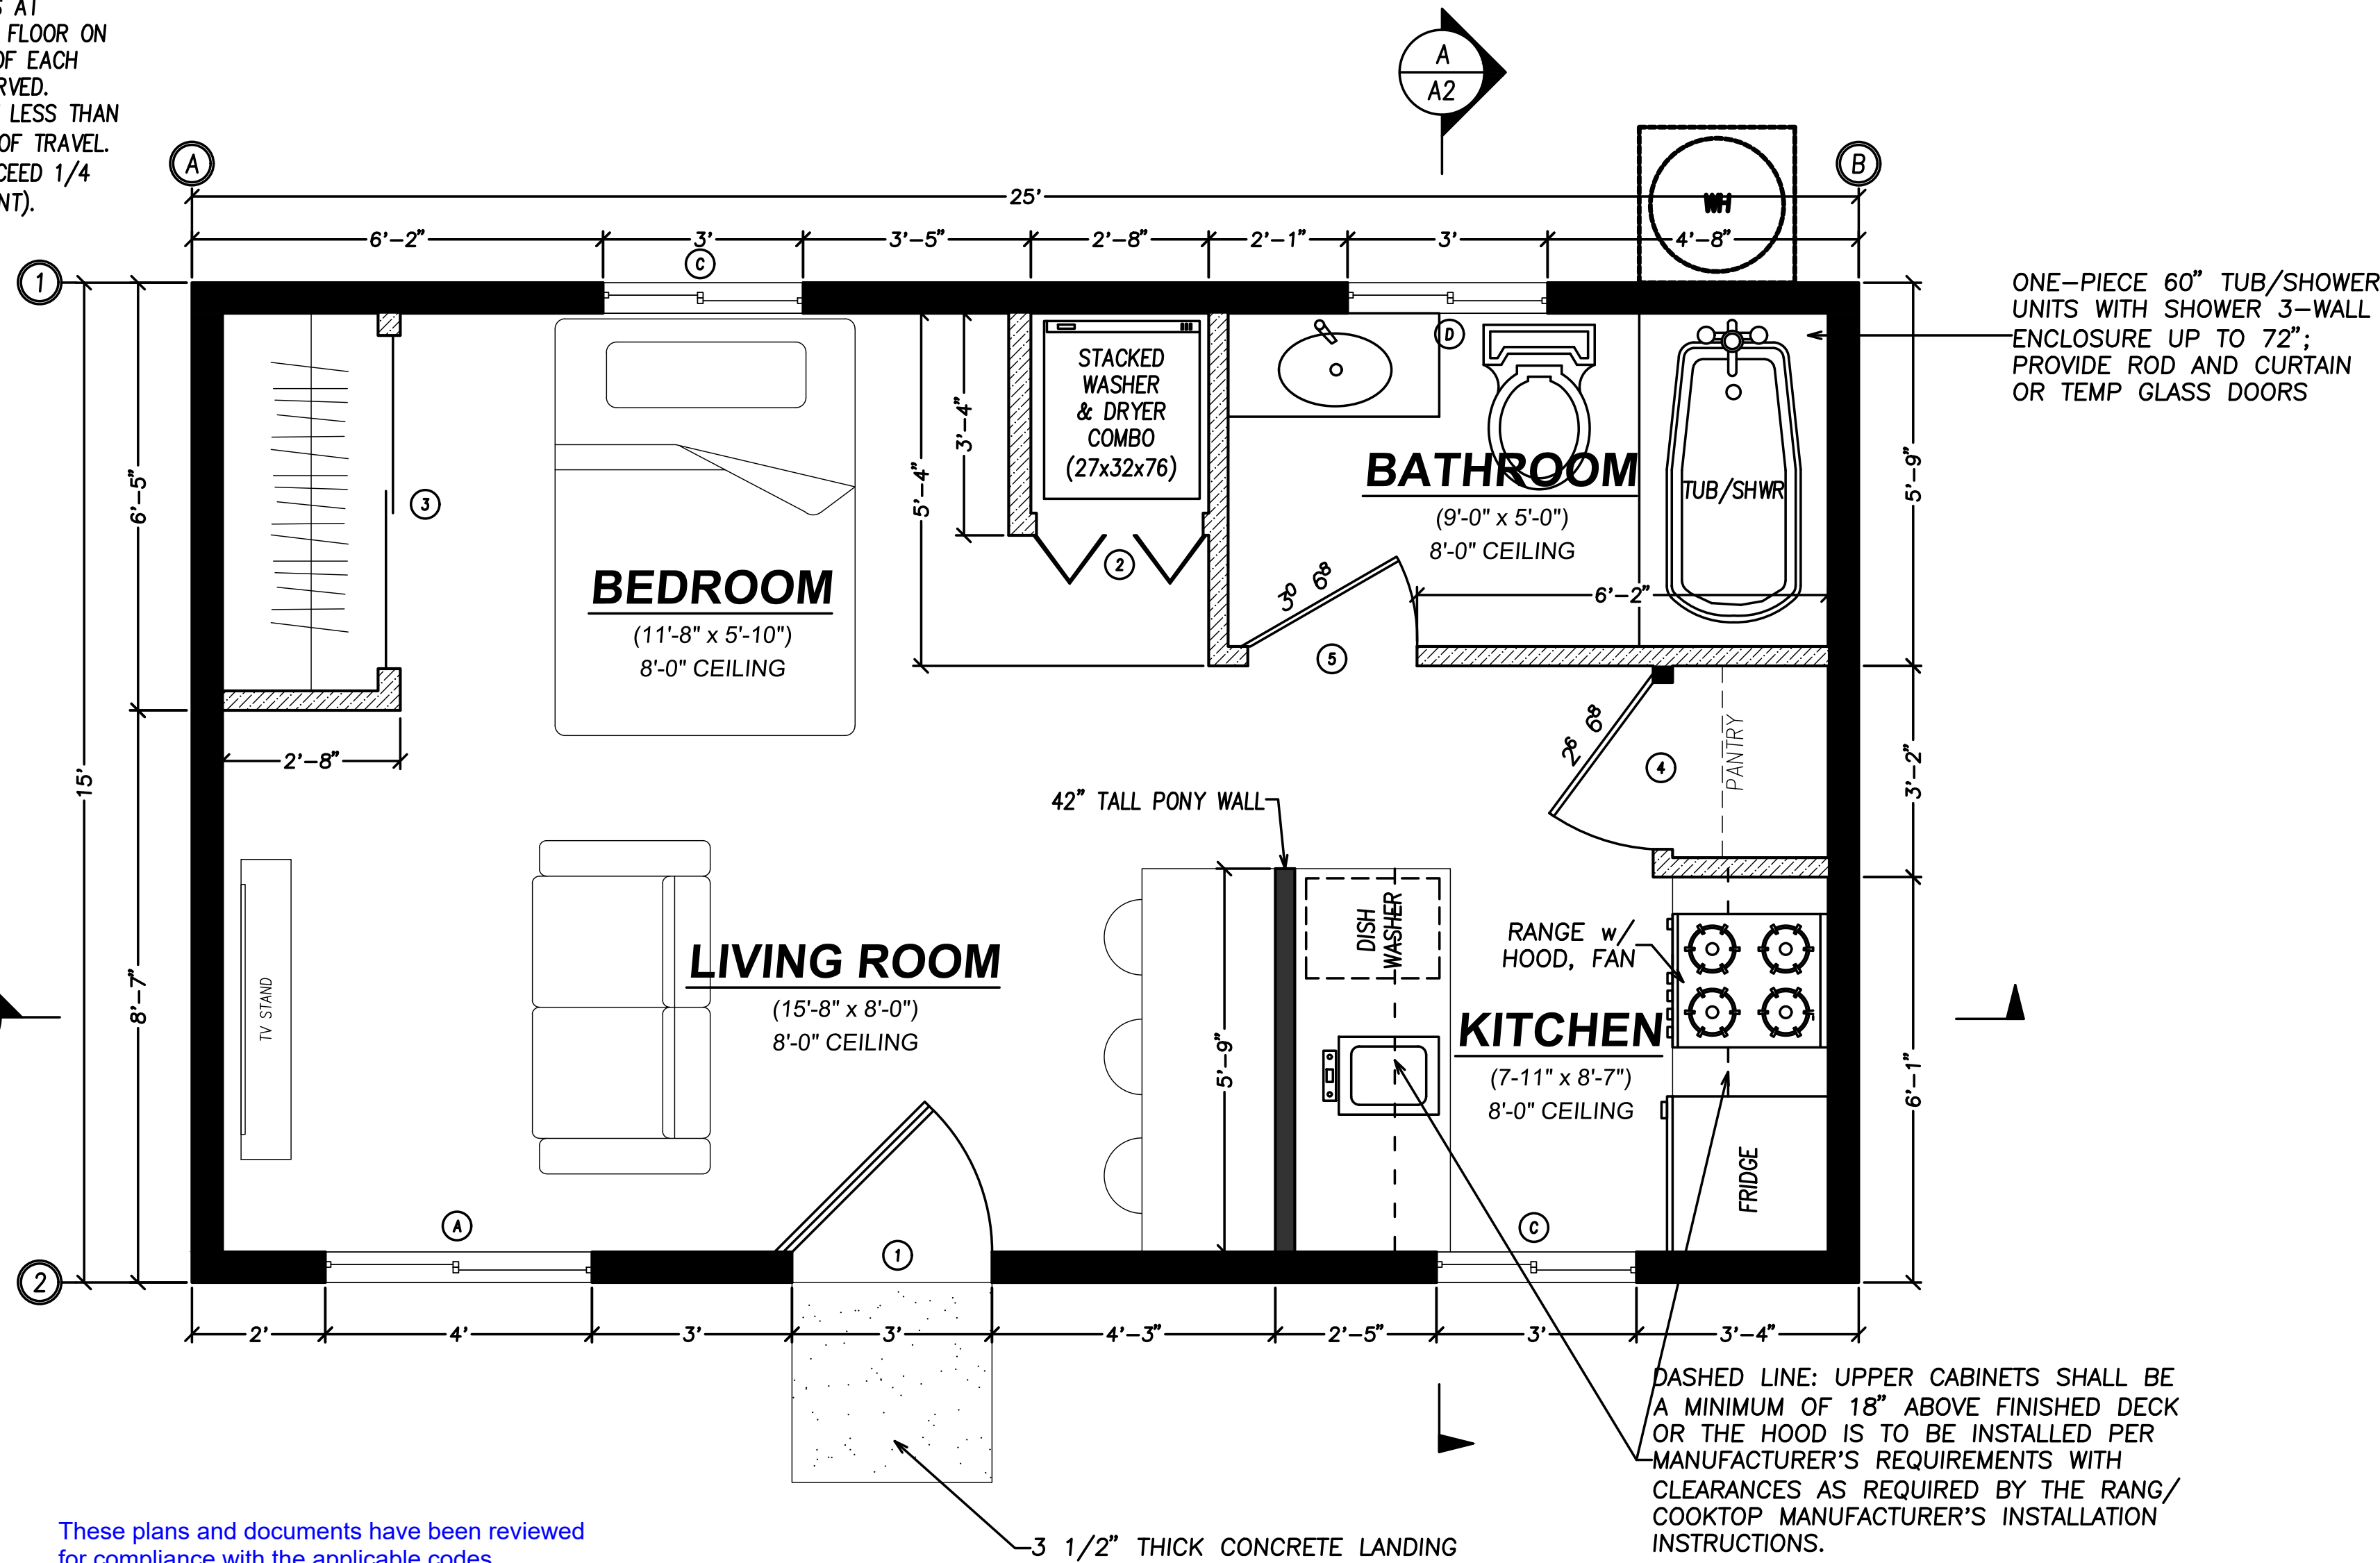 S AT
FLOOR ON
OF EACH
RVED.
LESS THAN
OF TRAVEL.
CEED 1/4
NT).
A
A2
A
B
25'
6'-2"
3'
3'-5"
2'-8"
2'-1"
3'
4'-8"
WH
C
1
ONE-PIECE 60" TUB/SHOWER
UNITS WITH SHOWER 3-WALL
ENCLOSURE UP TO 72";
PROVIDE ROD AND CURTAIN
OR TEMP GLASS DOORS
D
STACKED
WASHER
& DRYER
COMBO
(27x32x76)
3'-4"
5'-4"
6'-5"
3
BATHROOM
(9'-0" x 5'-0")
8'-0" CEILING
TUB/SHWR
5'-9"
2
BEDROOM
(11'-8" x 5'-10")
8'-0" CEILING
30 68
6'-2"
5
2'-8"
15'
26 68
4
PANTRY
3'-2"
42" TALL PONY WALL
8'-7"
TV STAND
LIVING ROOM
(15'-8" x 8'-0")
8'-0" CEILING
5'-9"
DISH
WASHER
RANGE w/
HOOD, FAN
KITCHEN
(7-11" x 8'-7")
8'-0" CEILING
6'-1"
FRIDGE
A
1
C
2
2'
4'
3'
3'
4'-3"
2'-5"
3'
3'-4"
DASHED LINE: UPPER CABINETS SHALL BE
A MINIMUM OF 18" ABOVE FINISHED DECK
OR THE HOOD IS TO BE INSTALLED PER
MANUFACTURER'S REQUIREMENTS WITH
CLEARANCES AS REQUIRED BY THE RANG/
COOKTOP MANUFACTURER'S INSTALLATION
INSTRUCTIONS.
3 1/2" THICK CONCRETE LANDING
These plans and documents have been reviewed
for compliance with the applicable codes